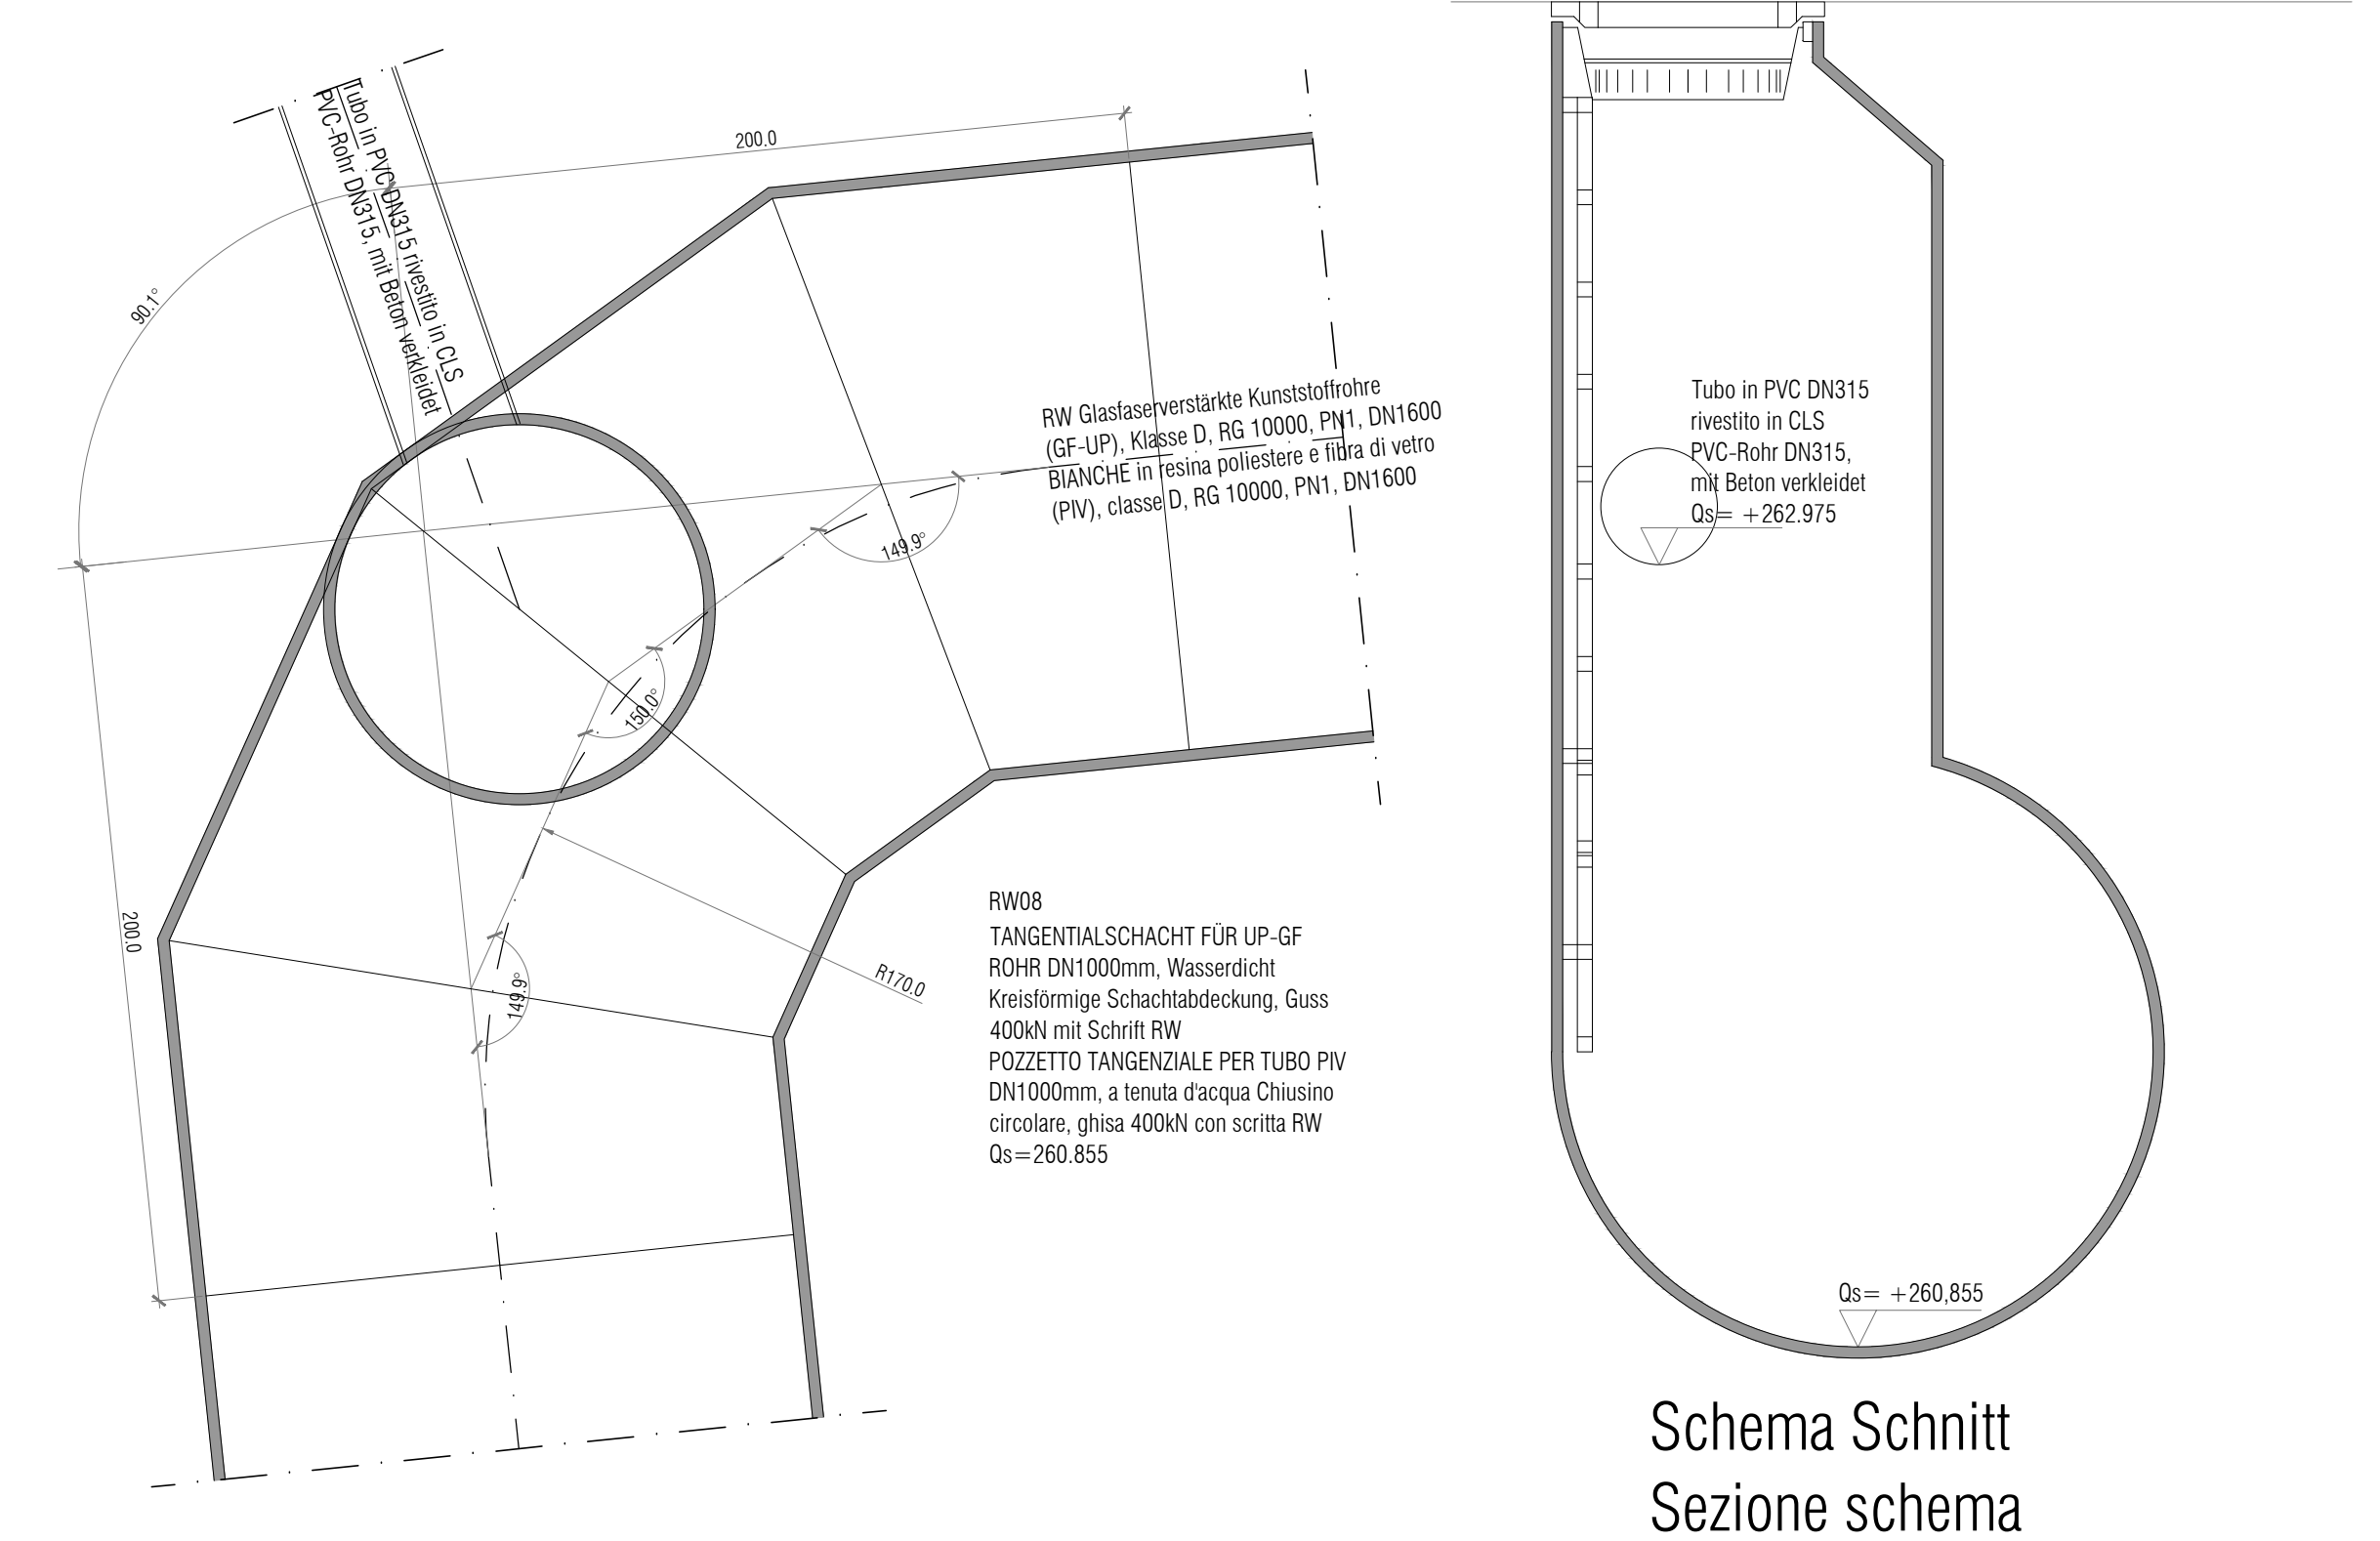 Tubo in PVC DN315 rivestito in CLS
PVC-Rohr DN315, mit Beton verkleidet
200.0
90.1°
RW Glasfaserverstärkte Kunststoffrohre
(GF-UP), Klasse D, RG 10000, PN1, DN1600
BIANCHE in resina poliestere e fibra di vetro
(PIV), classe D, RG 10000, PN1, DN1600
149.9°
150.0°
149.9°
200.0
R170.0
RW08
TANGENTIALSCHACHT FÜR UP-GF
ROHR DN1000mm, Wasserdicht
Kreisförmige Schachtabdeckung, Guss
400kN mit Schrift RW
POZZETTO TANGENZIALE PER TUBO PIV
DN1000mm, a tenuta d'acqua Chiusino
circolare, ghisa 400kN con scritta RW
Qs=260.855
Tubo in PVC DN315
rivestito in CLS
PVC-Rohr DN315,
mit Beton verkleidet
Qs= +262.975
Qs= +260,855
Schema Schnitt
Sezione schema